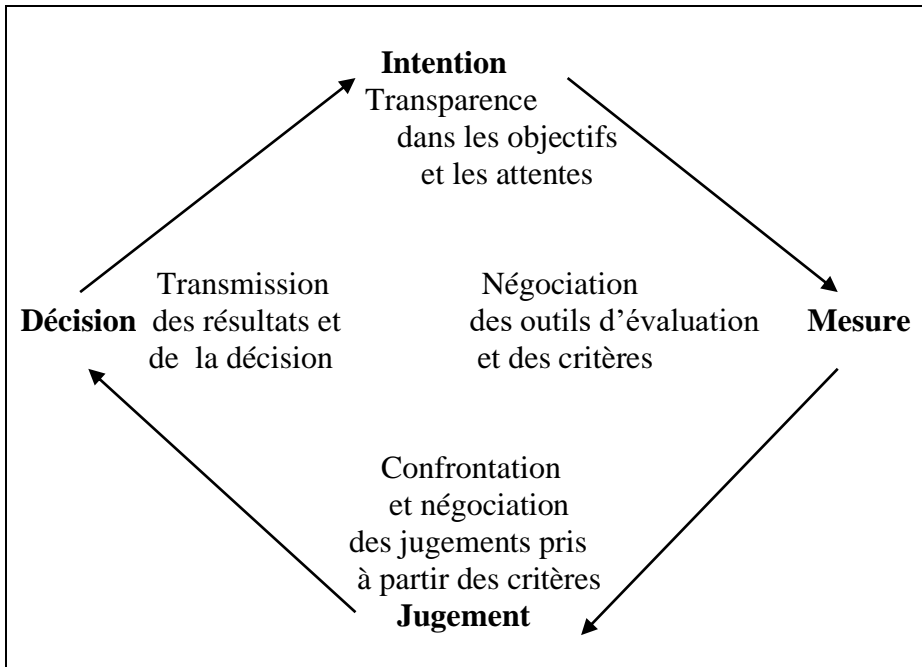 Intention
Transparence
dans les objectifs
et les attentes
Transmission
Décision des résultats et
de la décision
Négociation
des outils d’évaluation Mesure
et des critères
Confrontation
et négociation
des jugements pris
à partir des critères
Jugement